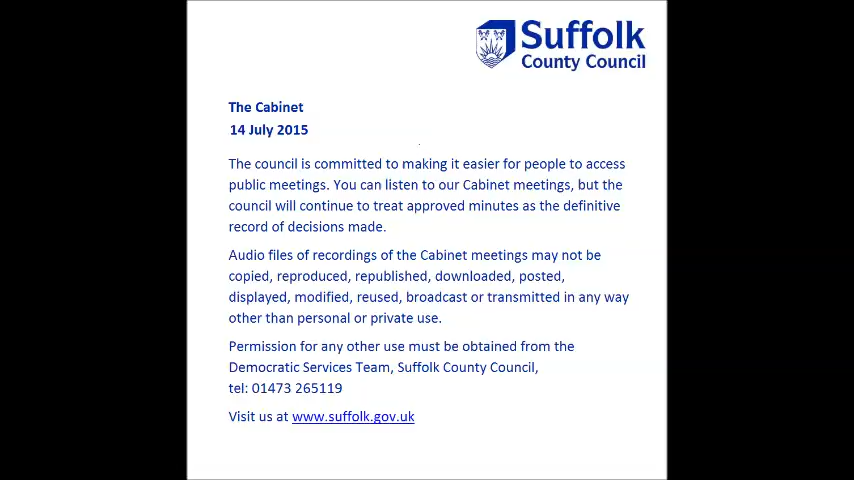 Suffolk
County Council
The Cabinet
14 July 2015
The council is committed to making it easier for people to access
public meetings. You can listen to our Cabinet meetings, but the
council will continue to treat approved minutes as the definitive
record of decisions made.
Audio files of recordings of the Cabinet meetings may not be
copied, reproduced, republished, downloaded, posted,
displayed, modified, reused, broadcast or transmitted in any way
other than personal or private use.
Permission for any other use must be obtained from the
Democratic Services Team, Suffolk County Council,
tel: 01473 265119
Visit us at www.suffolk.gov.uk